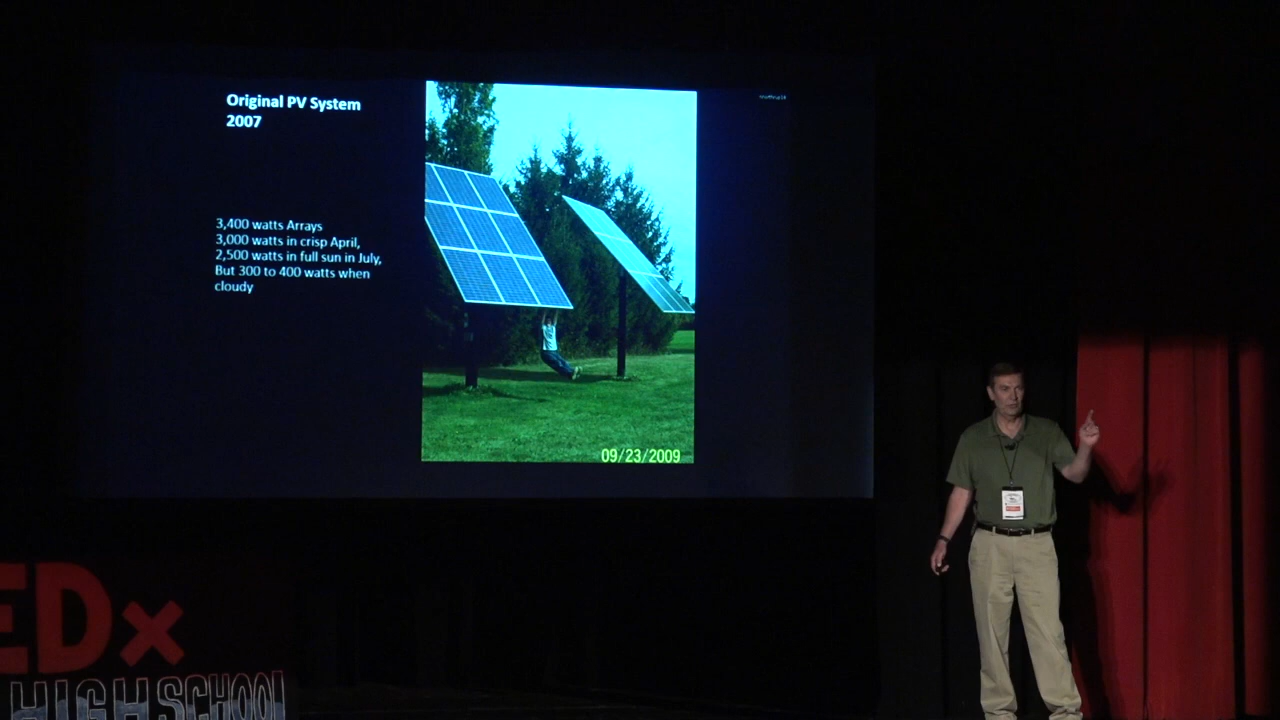 Original PV System
2007
3,400 watts Arrays
3,000 watts in crisp April,
2,500 watts in full sun in July,
But 300 to 400 watts when
cloudy
09/23/2009
EDx
HIGH SCHOOL